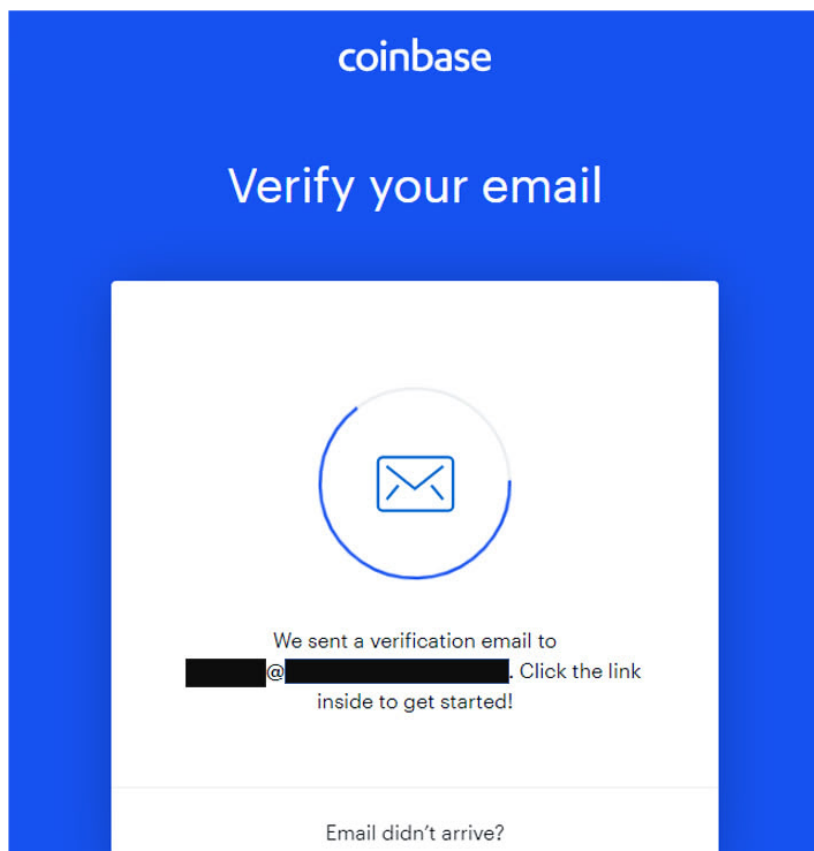 coinbase
Verify your email
We sent a verification email to
@ . Click the link
inside to get started!
Email didn't arrive?